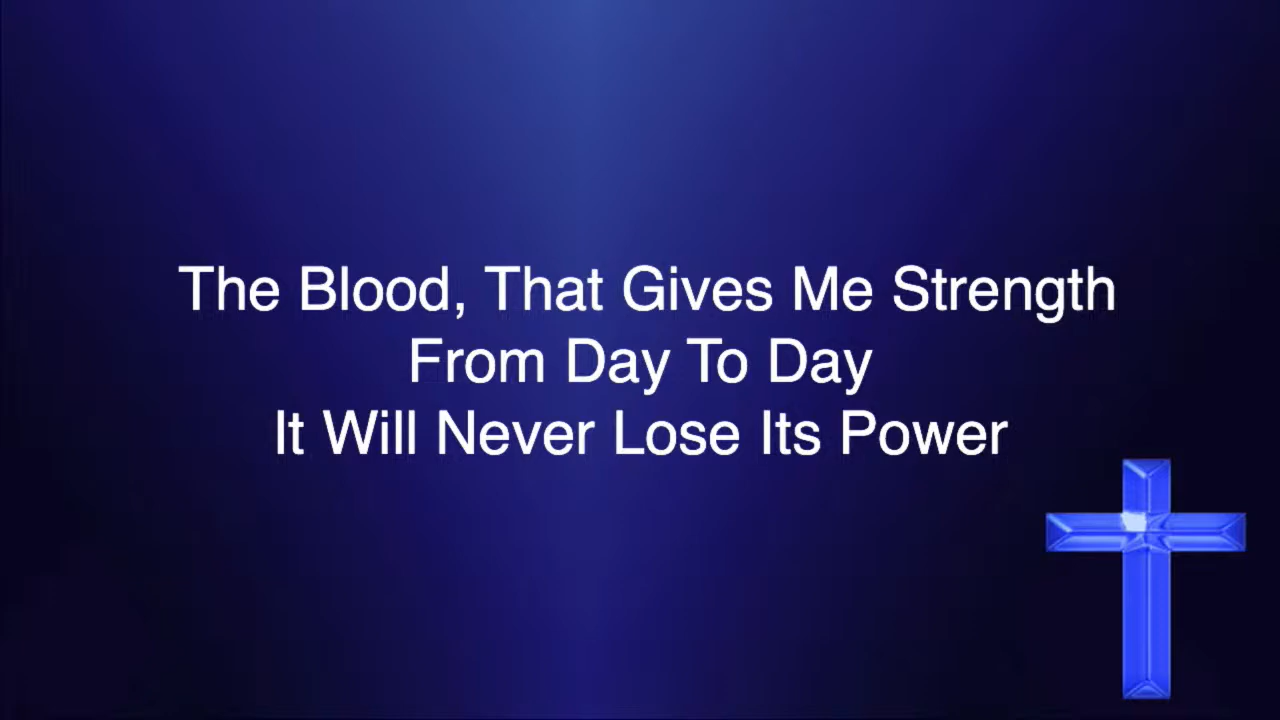 The Blood, That Gives Me Strength
From Day To Day
It Will Never Lose Its Power